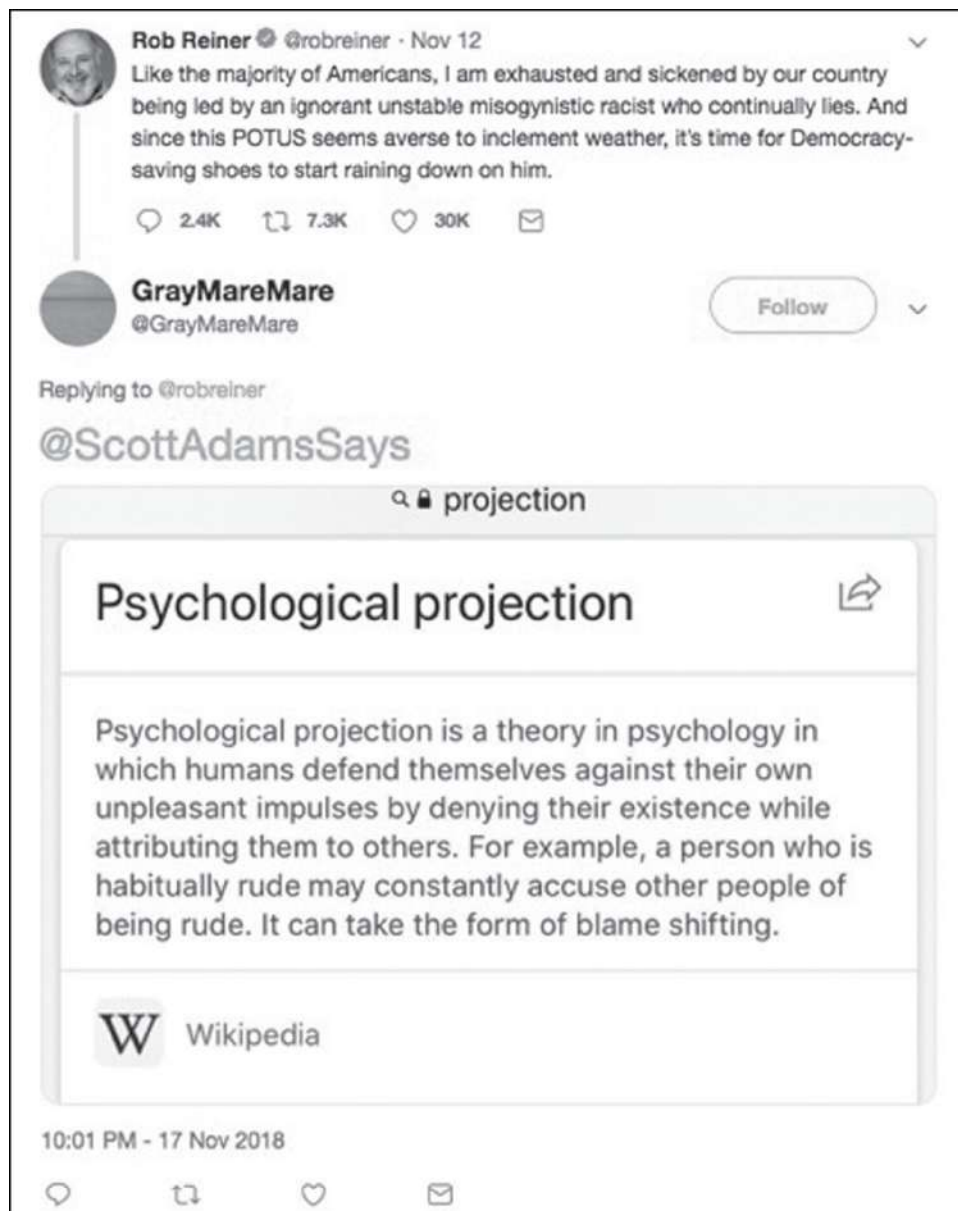 Rob Reiner @robreiner · Nov 12
Like the majority of Americans, I am exhausted and sickened by our country
being led by an ignorant unstable misogynistic racist who continually lies. And
since this POTUS seems averse to inclement weather, it's time for Democracy-
saving shoes to start raining down on him.
2.4K 7.3K 30K
GrayMareMare
@GrayMareMare
Follow
Replying to @robreiner
@ScottAdamsSays
projection
Psychological projection
Psychological projection is a theory in psychology in
which humans defend themselves against their own
unpleasant impulses by denying their existence while
attributing them to others. For example, a person who is
habitually rude may constantly accuse other people of
being rude. It can take the form of blame shifting.
W Wikipedia
10:01 PM - 17 Nov 2018